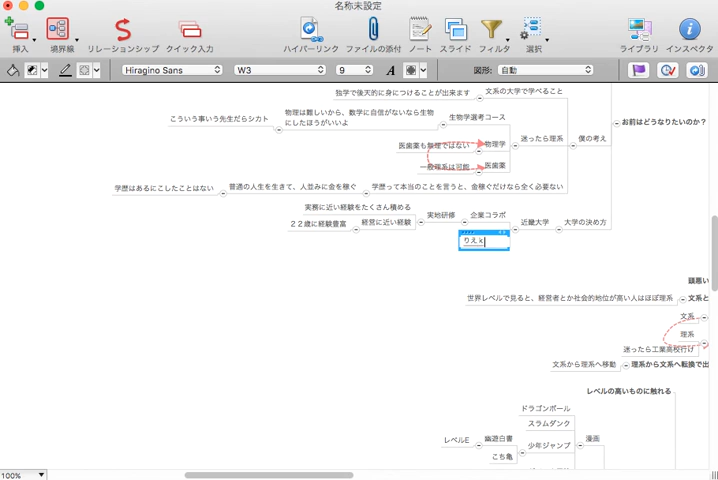 名称未設定
挿入
境界線
リレーションシップ
クイック入力
ハイパーリンク
ファイルの添付
ノート
スライド
フィルタ
選択
ライブラリ
インスペクタ
Hiragino Sans
W3
9
A
図形:
自動
独学で後天的に身につけることが出来ます
文系の大学で学べること
お前はどうなりたいのか？
こういう事いう先生だらシカト
物理は難しいから、数学に自信がないなら生物
にしたほうがいいよ
生物学選考コース
迷ったら理系
僕の考え
医歯薬も無理ではない
物理学
一般理系は可能
医歯薬
学歴はあるにこしたことはない
普通の人生を生きて、人並みに金を稼ぐ
学歴って本当のことを言うと、金稼ぐだけなら全く必要ない
実務に近い経験をたくさん積める
２２歳に経験豊富
経営に近い経験
実地研修
企業コラボ
近畿大学
大学の決め方
りえｋ
頭悪い
世界レベルで見ると、経営者とか社会的地位が高い人はほぼ理系
文系と
文系
理系
迷ったら工業高校行け
文系から理系へ移動
理系から文系へ転換で出
レベルの高いものに触れる
ドラゴンボール
スラムダンク
レベルE
幽遊白書
少年ジャンプ
漫画
こち亀
100%